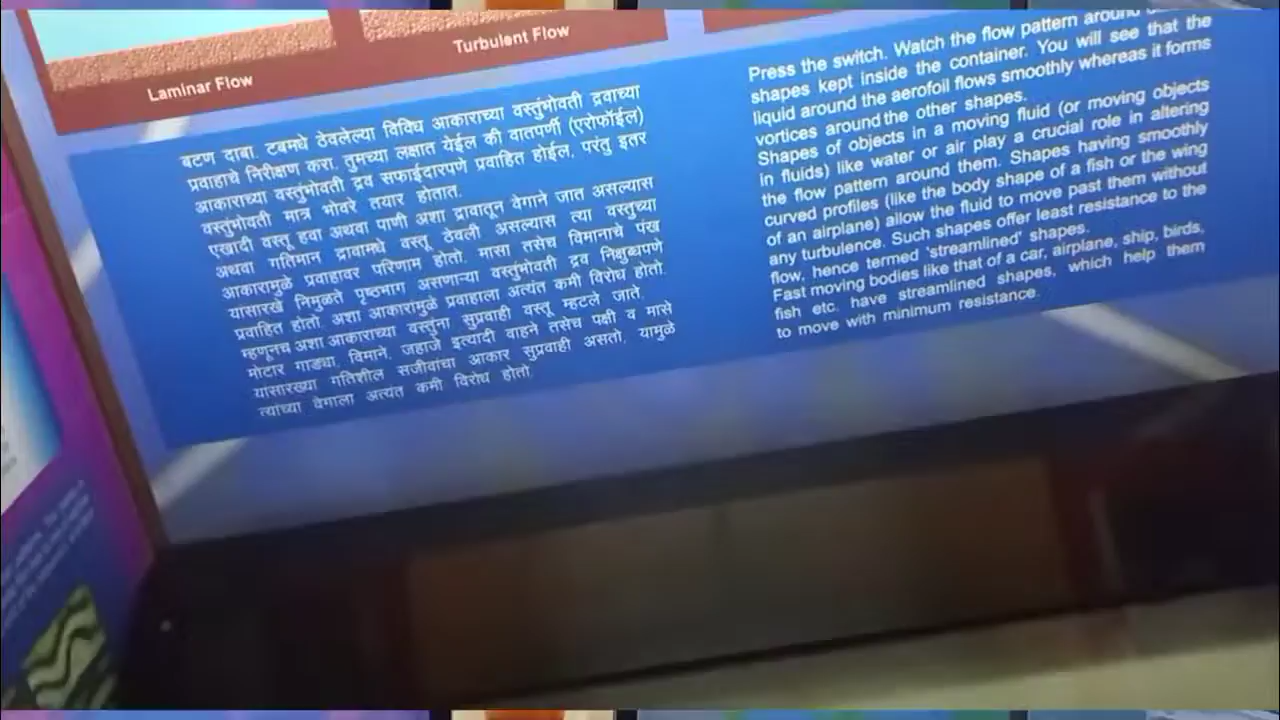 Laminar Flow
Turbulent Flow
बटण दाबा. टबमधे ठेवलेल्या विविध आकाराच्या वस्तुंभोवती द्रवाच्या
प्रवाहाचे निरीक्षण करा. तुमच्या लक्षात येईल की वातपर्णी (एरोफॉईल)
आकाराच्या वस्तुंभोवती द्रव सफाईदारपणे प्रवाहित होईल, परंतु इतर
वस्तुंभोवती मात्र भोवरे तयार होतात.
एखादी वस्तू हवा अथवा पाणी अशा द्रावातून वेगाने जात असल्यास
अथवा गतिमान द्रावामधे वस्तू ठेवली असल्यास त्या वस्तुच्या
आकारामुळे प्रवाहावर परिणाम होतो. मासा तसेच विमानाचे पंख
यासारखे निमुळते पृष्ठभाग असणाऱ्या वस्तुंभोवती द्रव निक्षुब्धपणे
प्रवाहित होतो. अशा आकारांमुळे प्रवाहाला अत्यंत कमी विरोध होतो.
म्हणूनच अशा आकाराच्या वस्तुंना सुप्रवाही वस्तू म्हटले जाते.
मोटार गाड्या, विमाने, जहाजे इत्यादी वाहने तसेच पक्षी व मासे
यासारख्या गतिशील सजीवांचा आकार सुप्रवाही असतो. यामुळे
त्यांच्या वेगाला अत्यंत कमी विरोध होतो.
Press the switch. Watch the flow pattern around
shapes kept inside the container. You will see that the
liquid around the aerofoil flows smoothly whereas it forms
vortices around the other shapes.
Shapes of objects in a moving fluid (or moving objects
in fluids) like water or air play a crucial role in altering
the flow pattern around them. Shapes having smoothly
curved profiles (like the body shape of a fish or the wing
of an airplane) allow the fluid to move past them without
any turbulence. Such shapes offer least resistance to the
flow, hence termed 'streamlined' shapes.
Fast moving bodies like that of a car, airplane, ship, birds,
fish etc. have streamlined shapes, which help them
to move with minimum resistance.